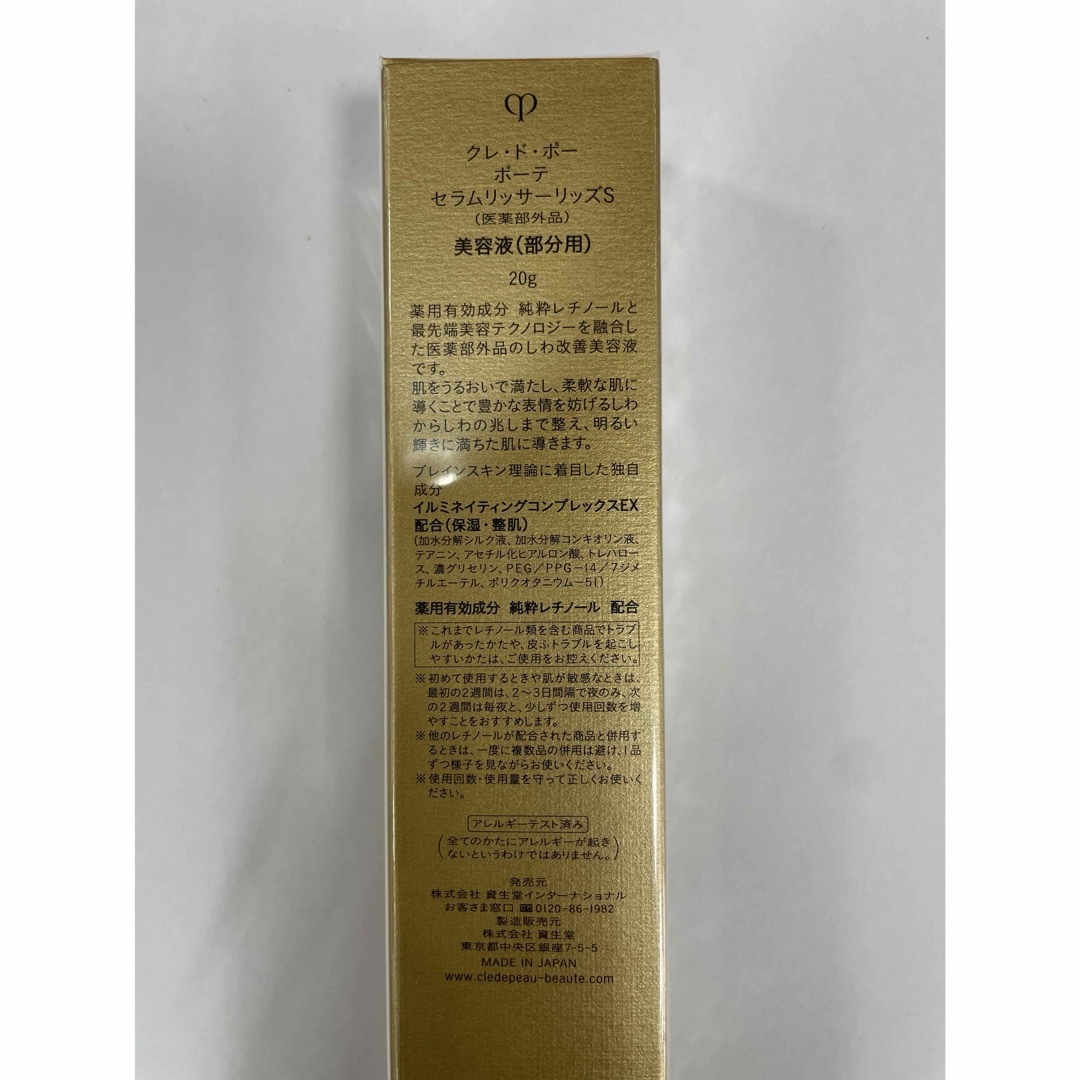 クレ・ド・ポー
ボーテ
セラムリッサーリッズS
（医薬部外品）
美容液（部分用）
20g
薬用有効成分 純粋レチノールと
最先端美容テクノロジーを融合し
た医薬部外品のしわ改善美容液
です。
肌をうるおいで満たし、柔軟な肌に
導くことで豊かな表情を妨げるしわ
からしわの兆しまで整え、明るい
輝きに満ちた肌に導きます。
ブレインスキン理論に着目した独自
成分
イルミネイティングコンプレックスEX
配合（保湿・整肌）
（加水分解シルク液、加水分解コンキオリン液、
テアニン、アセチル化ヒアルロン酸、トレハロー
ス、濃グリセリン、PEG／PPG-14／7ジメ
チルエーテル、ポリクオタニウム-51）
薬用有効成分 純粋レチノール 配合
※これまでレチノール類を含む商品でトラブ
ルがあったかたや、皮ふトラブルを起こし
やすいかたは、ご使用をお控えください。
※初めて使用するときや肌が敏感なときは、
最初の2週間は、2～3日間隔で夜のみ、次
の2週間は毎夜と、少しずつ使用回数を増
やすことをおすすめします。
※他のレチノールが配合された商品と併用す
るときは、一度に複数品の併用は避け、1品
ずつ様子を見ながらお使いください。
※使用回数・使用量を守って正しくお使いく
ださい。
アレルギーテスト済み
（全てのかたにアレルギーが起き
ないというわけではありません。）
発売元
株式会社 資生堂インターナショナル
お客さま窓口 0120-86-1982
製造販売元
株式会社 資生堂
東京都中央区銀座7-5-5
MADE IN JAPAN
www.cledepeau-beaute.com